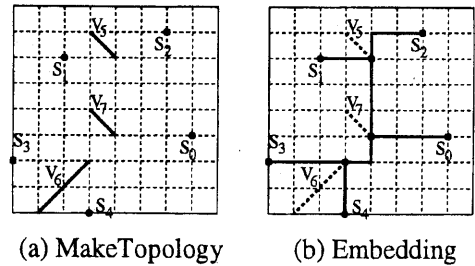 V5 S2 V5 S2
S1 S1
V7 V7
S3 S0 S3 S0
V6 V6
S4 S4
(a) MakeTopology (b) Embedding